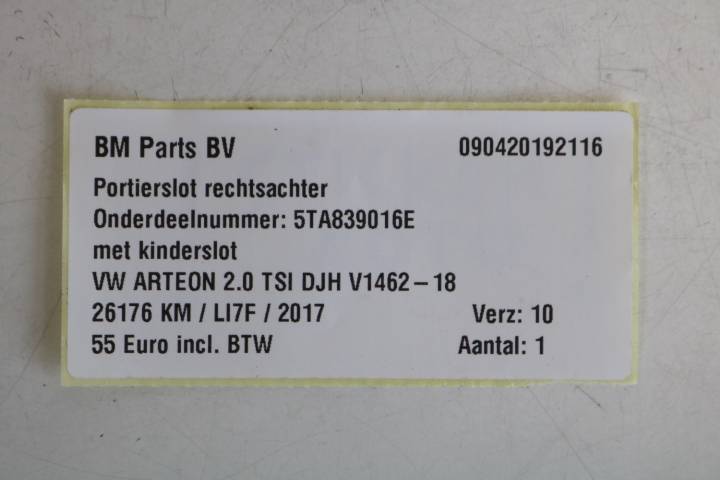 BM Parts BV 090420192116
Portierslot rechtsachter
Onderdeelnummer: 5TA839016E
met kinderslot
VW ARTEON 2.0 TSI DJH V1462-18
26176 KM / LI7F / 2017 Verz: 10
55 Euro incl. BTW Aantal: 1